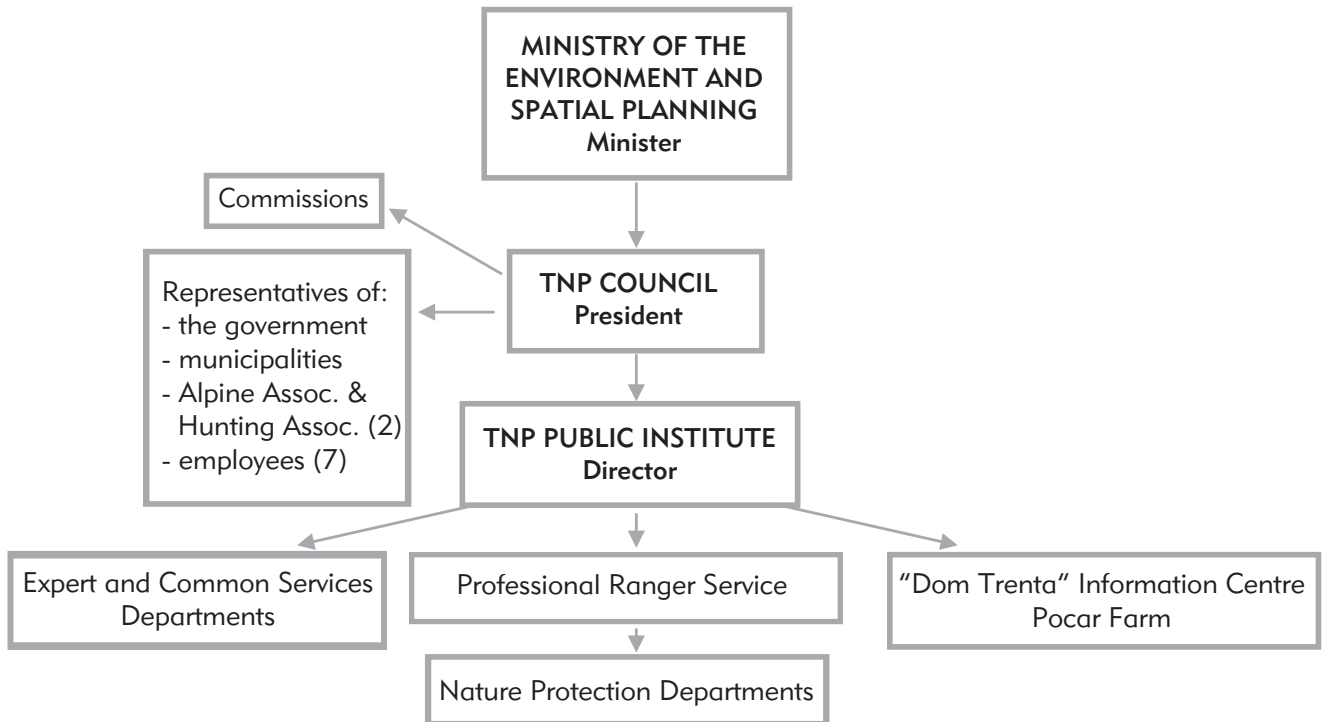 MINISTRY OF THE
ENVIRONMENT AND
SPATIAL PLANNING
Minister
Commissions
Representatives of:
- the government
- municipalities
- Alpine Assoc. &
Hunting Assoc. (2)
- employees (7)
TNP COUNCIL
President
TNP PUBLIC INSTITUTE
Director
Expert and Common Services
Departments
Professional Ranger Service
"Dom Trenta" Information Centre
Pocar Farm
Nature Protection Departments